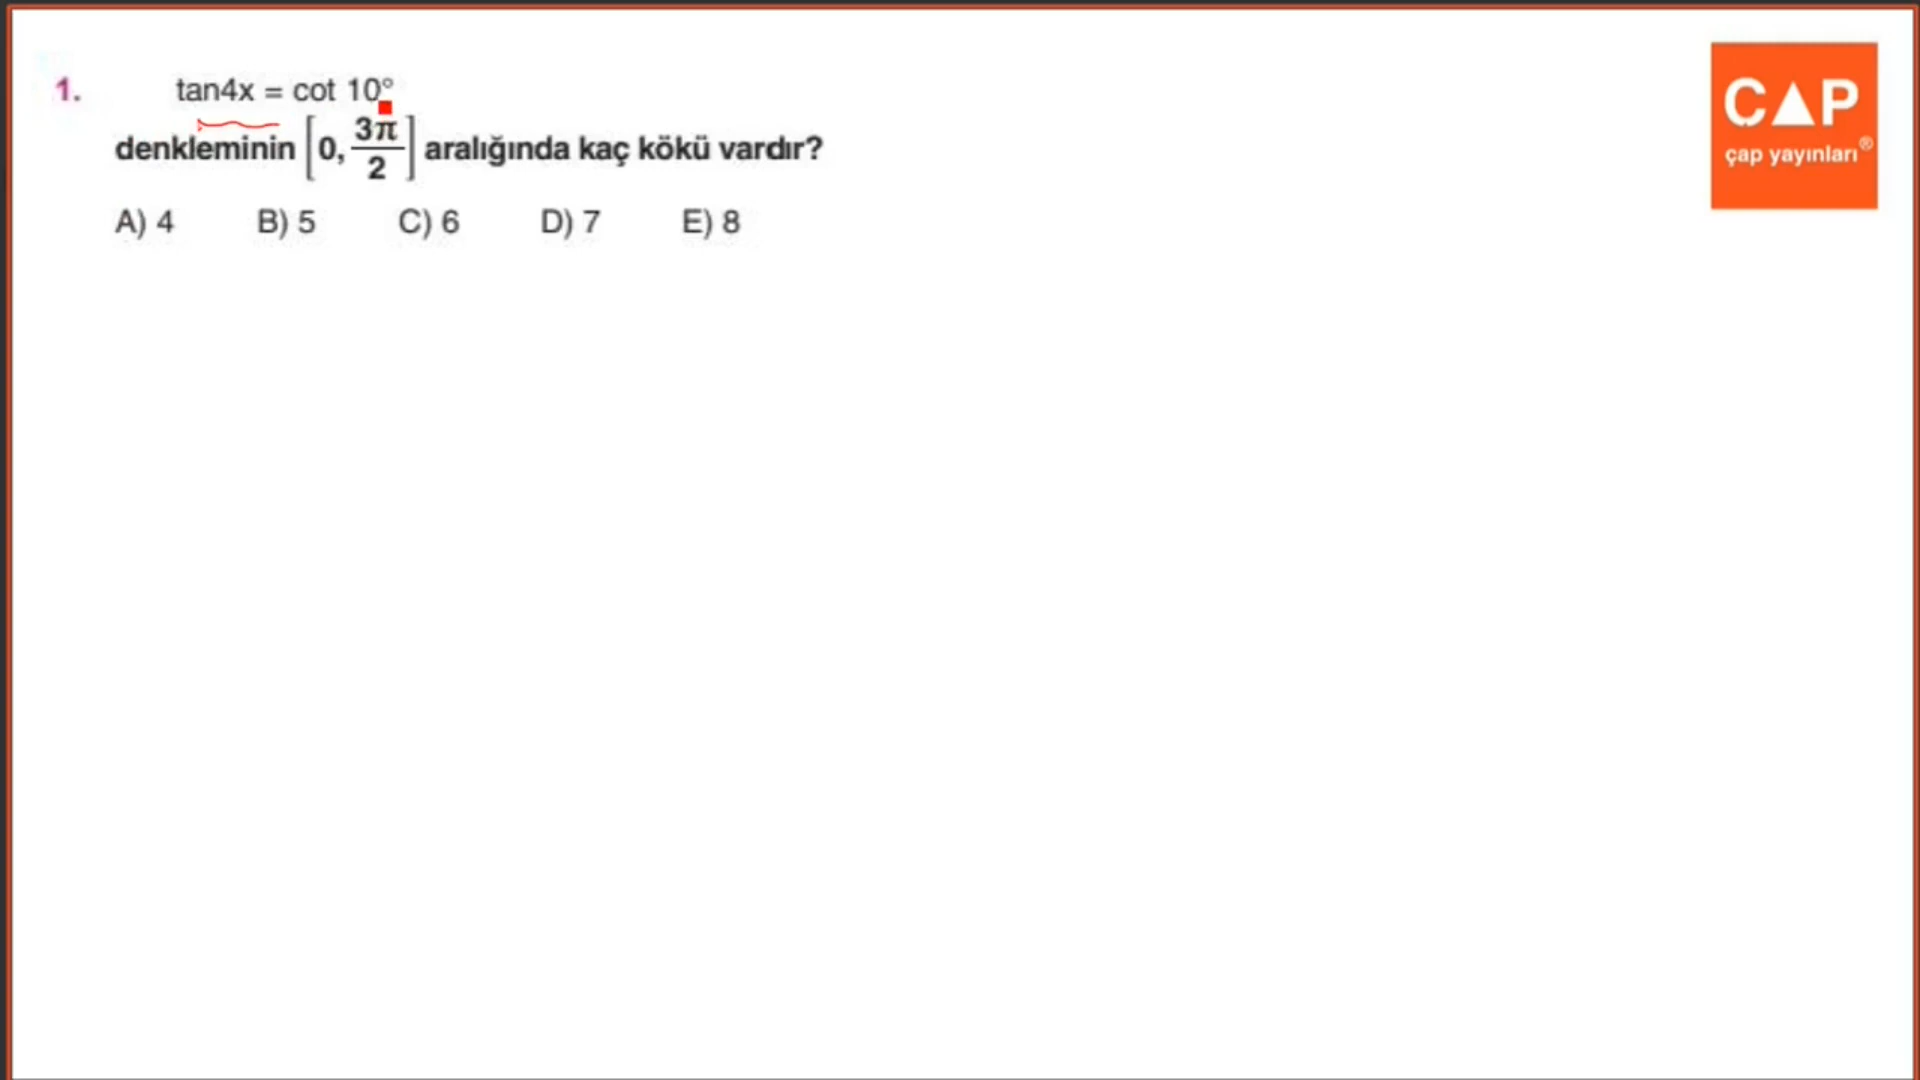 1. tan4x = cot 10°
denkleminin [0, 3π/2] aralığında kaç kökü vardır?
A) 4 B) 5 C) 6 D) 7 E) 8
ÇAP
çap yayınları®